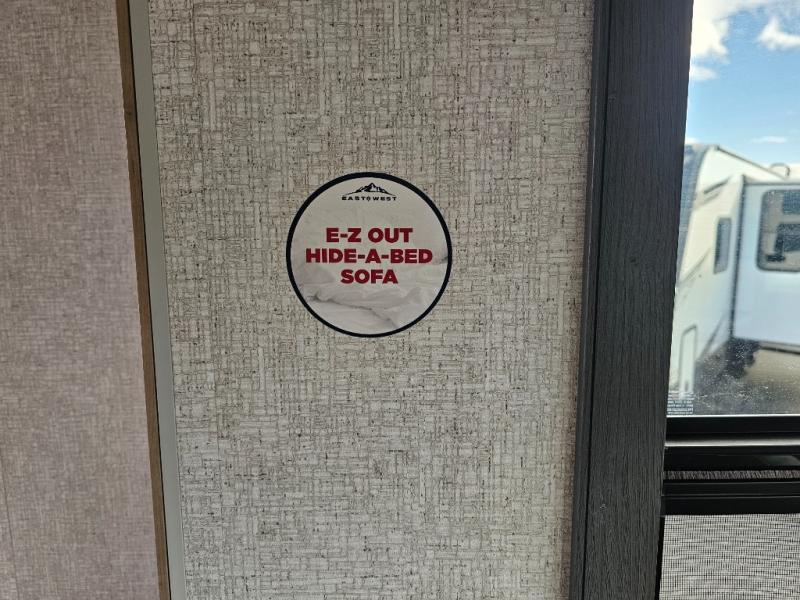 EAST TO WEST
E-Z OUT
HIDE-A-BED
SOFA